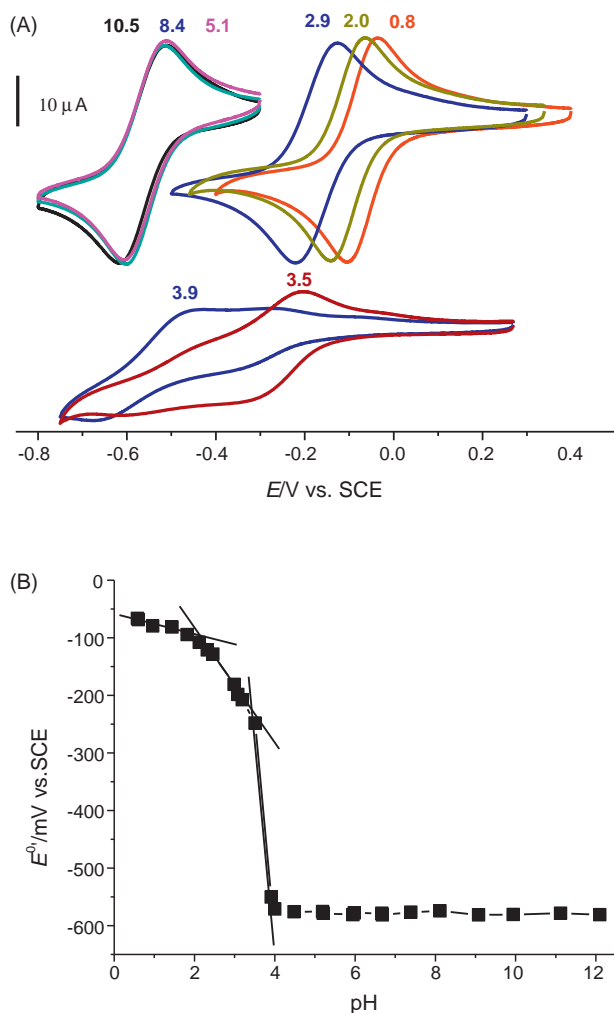 (A)
10.5 8.4 5.1 2.9 2.0 0.8
10 μA
3.9 3.5
-0.8 -0.6 -0.4 -0.2 0.0 0.2 0.4
E/V vs. SCE
(B)
0
-100
-200
-300
-400
-500
-600
E0'/mV vs.SCE
0 2 4 6 8 10 12
pH